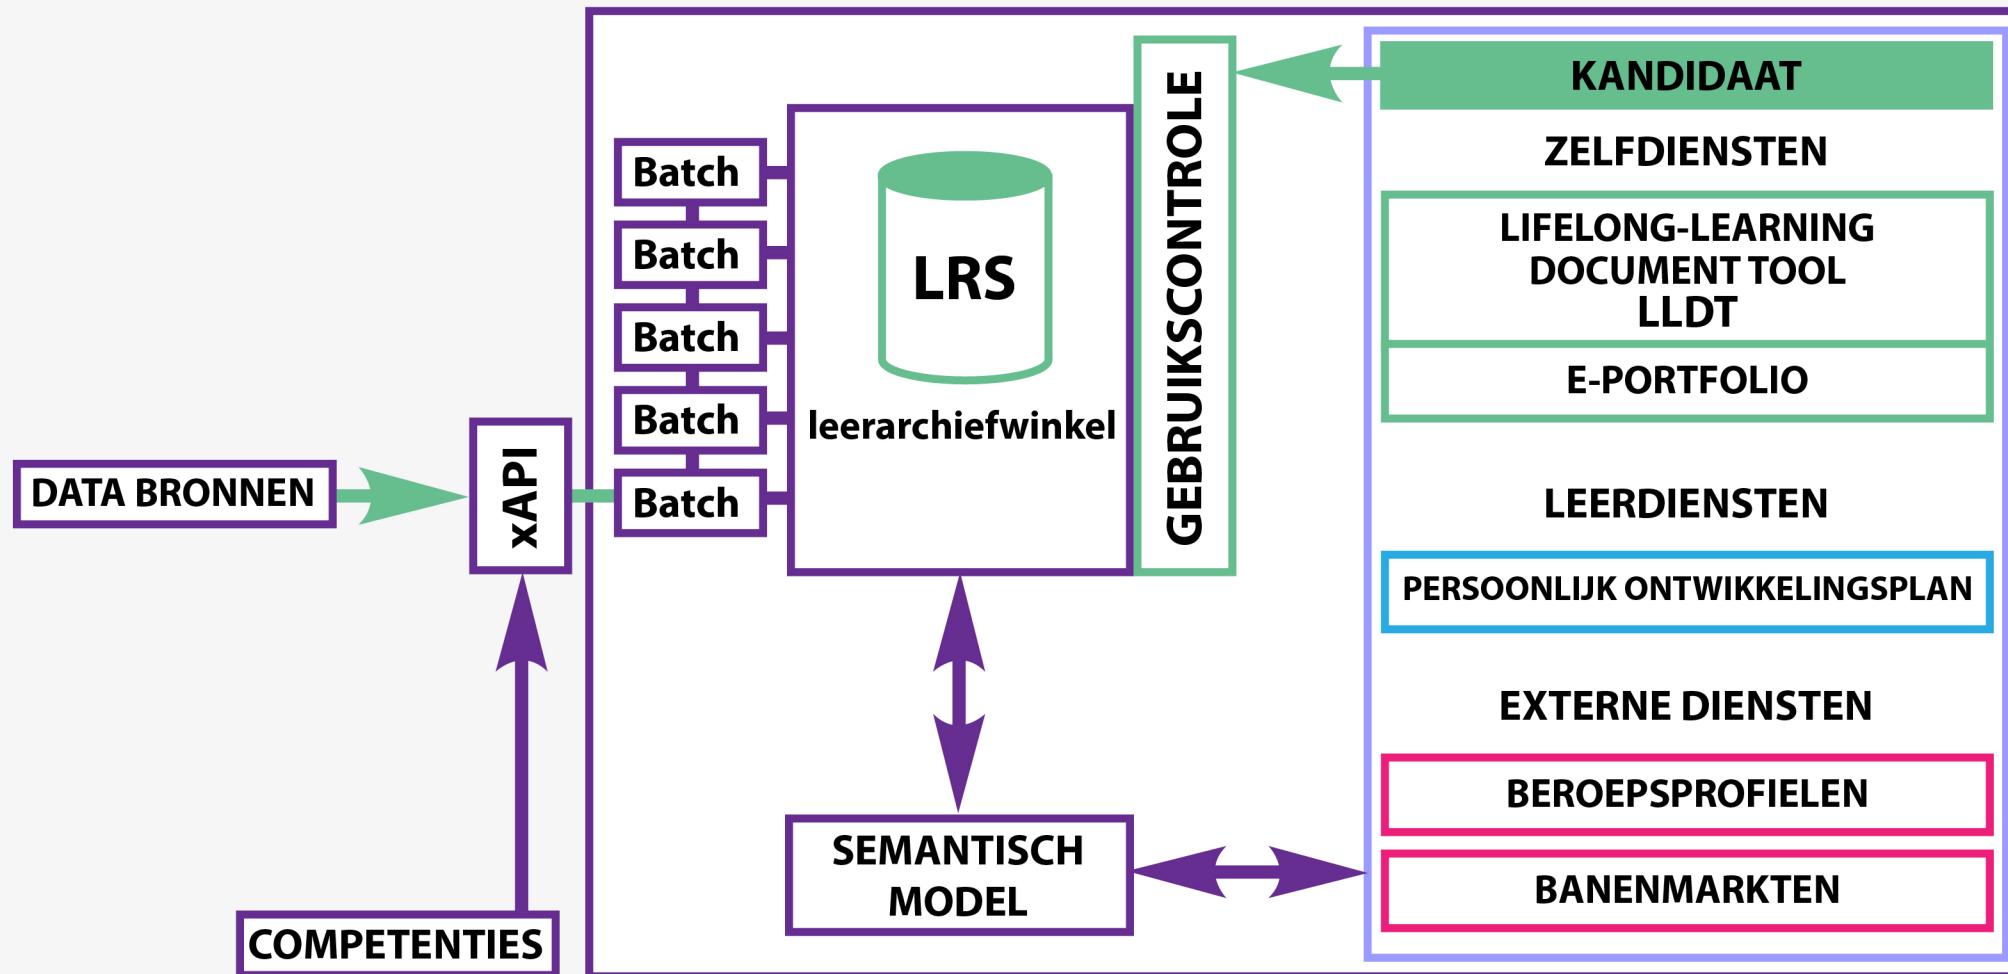 DATA BRONNEN
xAPI
COMPETENTIES
Batch
Batch
Batch
Batch
Batch
LRS
leerarchiefwinkel
GEBRUIKSCONTROLE
SEMANTISCH
MODEL
KANDIDAAT
ZELFDIENSTEN
LIFELONG-LEARNING
DOCUMENT TOOL
LLDT
E-PORTFOLIO
LEERDIENSTEN
PERSOONLIJK ONTWIKKELINGSPLAN
EXTERNE DIENSTEN
BEROEPSPROFIELEN
BANENMARKTEN